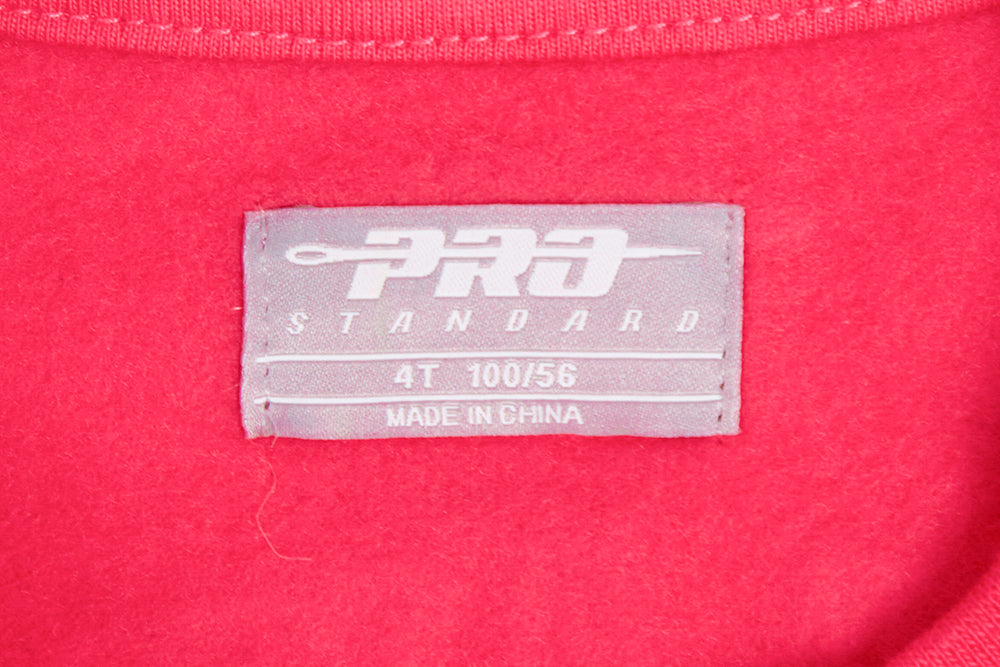 PRO
STANDARD
4T 100/56
MADE IN CHINA